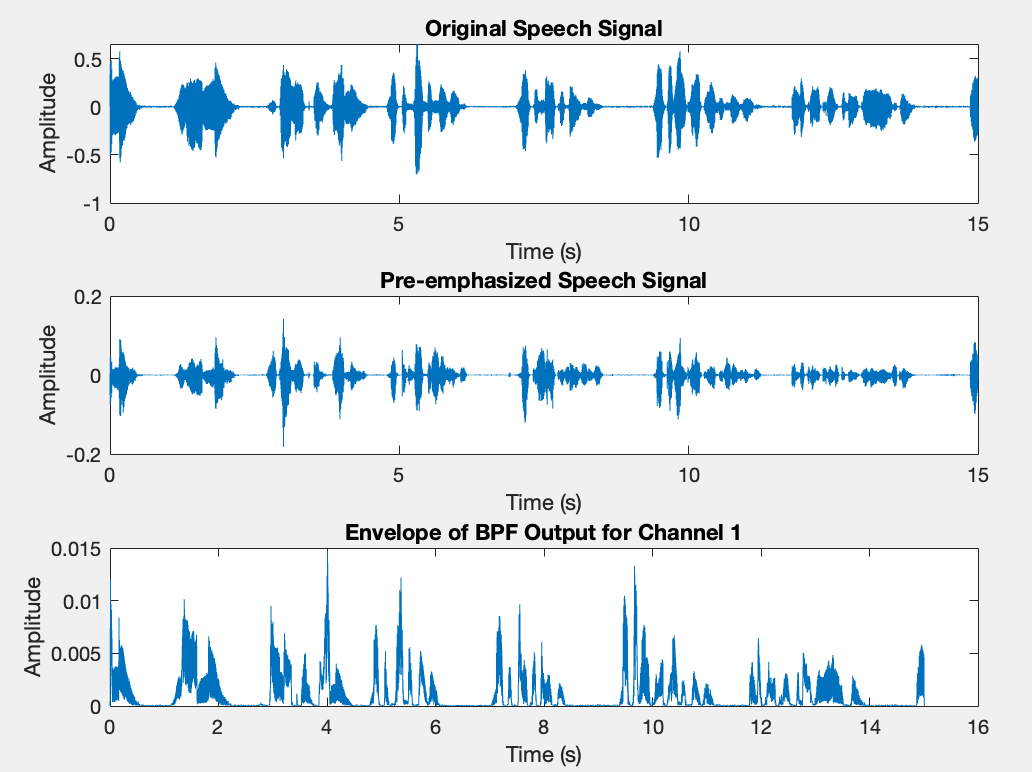 Original Speech Signal
Amplitude
0.5
0
-0.5
-1
0 5 10 15
Time (s)
Pre-emphasized Speech Signal
Amplitude
0.2
0
-0.2
0 5 10 15
Time (s)
Envelope of BPF Output for Channel 1
Amplitude
0.015
0.01
0.005
0
0 2 4 6 8 10 12 14 16
Time (s)